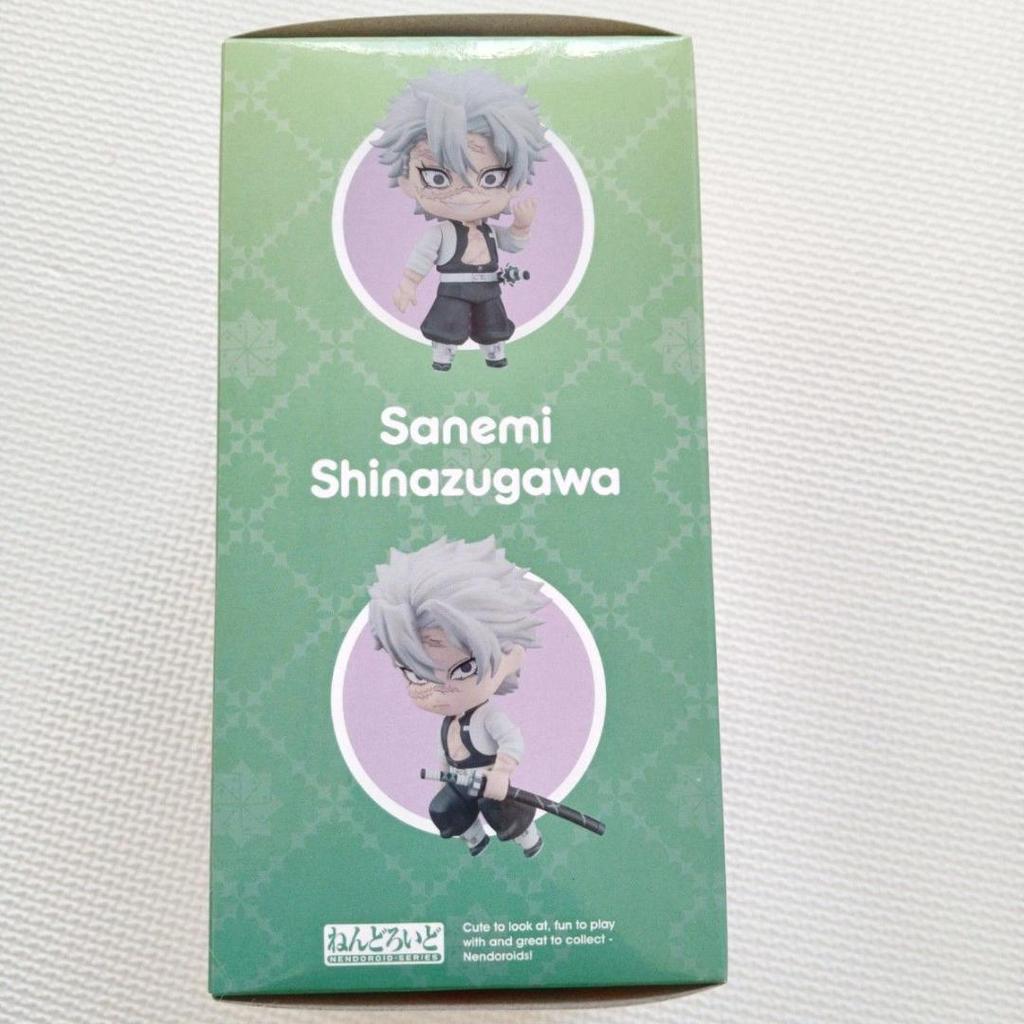 Sanemi
Shinazugawa
ねんどろいど
NENDOROID-SERIES
Cute to look at, fun to play
with and great to collect -
Nendoroids!